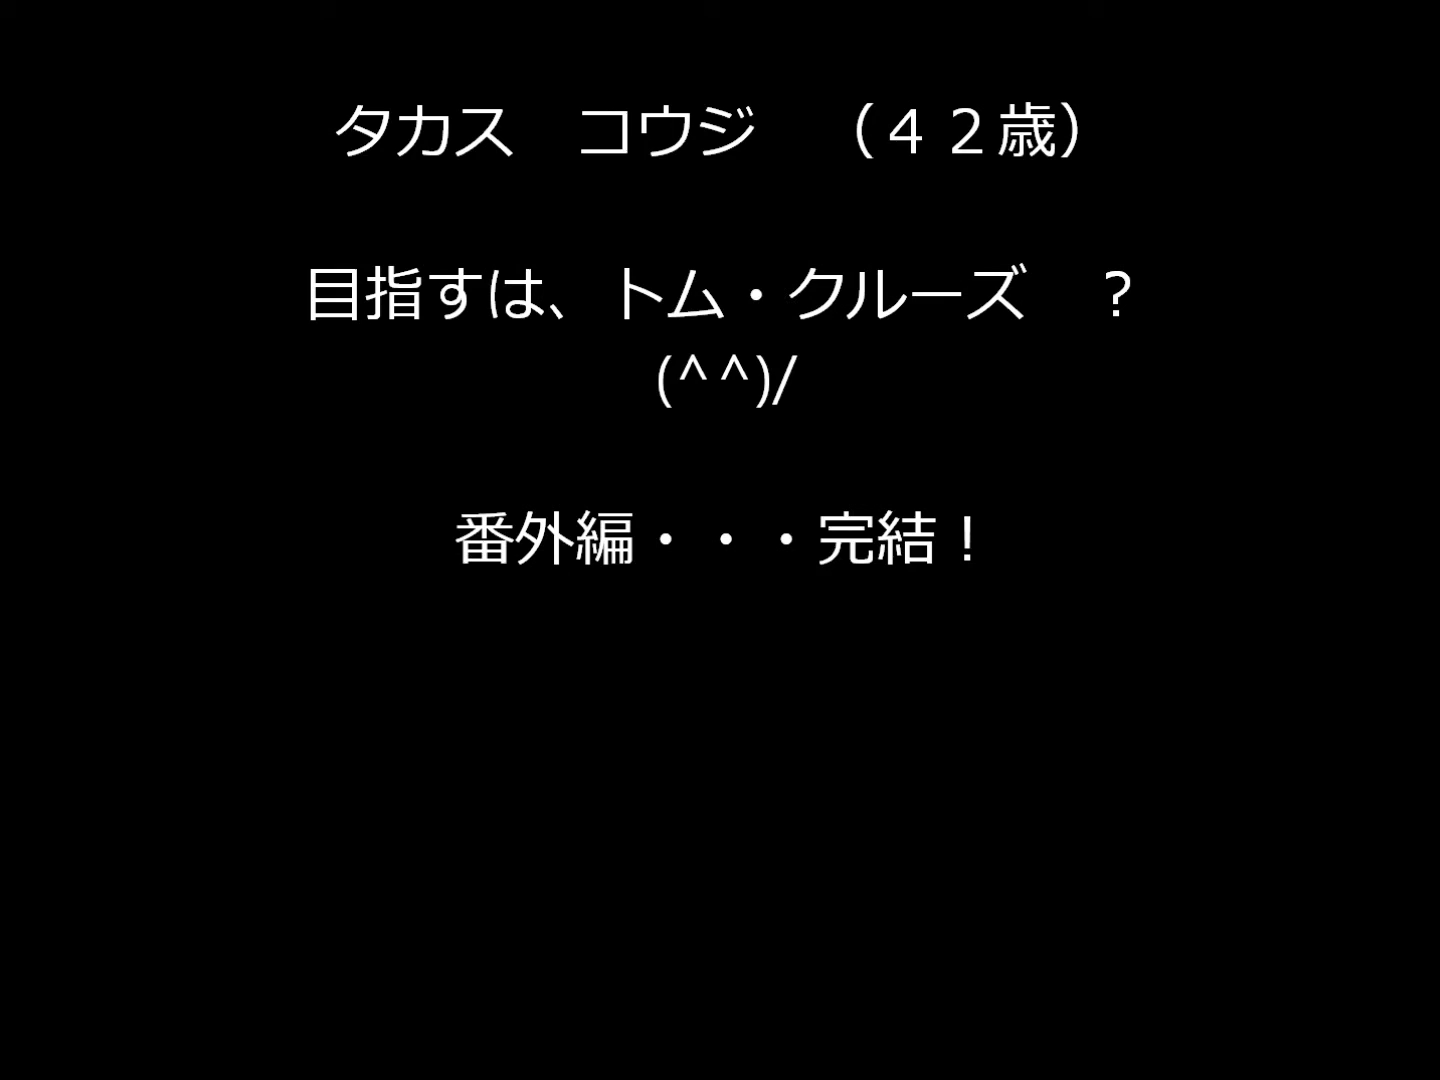 タカス　コウジ　（４２歳）
目指すは、トム・クルーズ　？
(^^)/
番外編・・・完結！